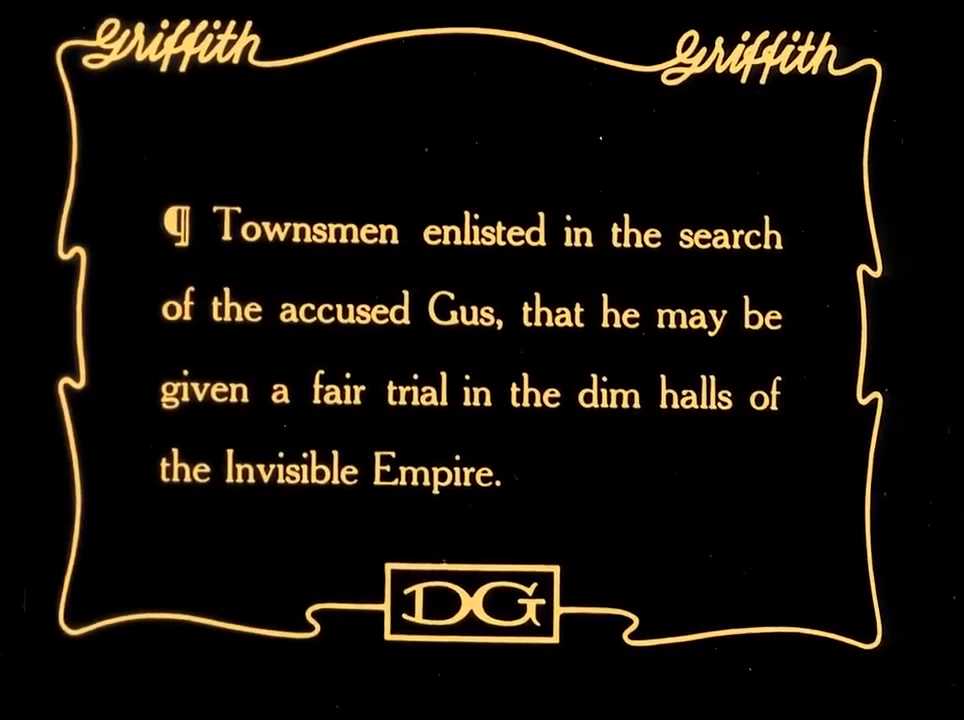 Griffith Griffith
¶ Townsmen enlisted in the search
of the accused Gus, that he may be
given a fair trial in the dim halls of
the Invisible Empire.
DG